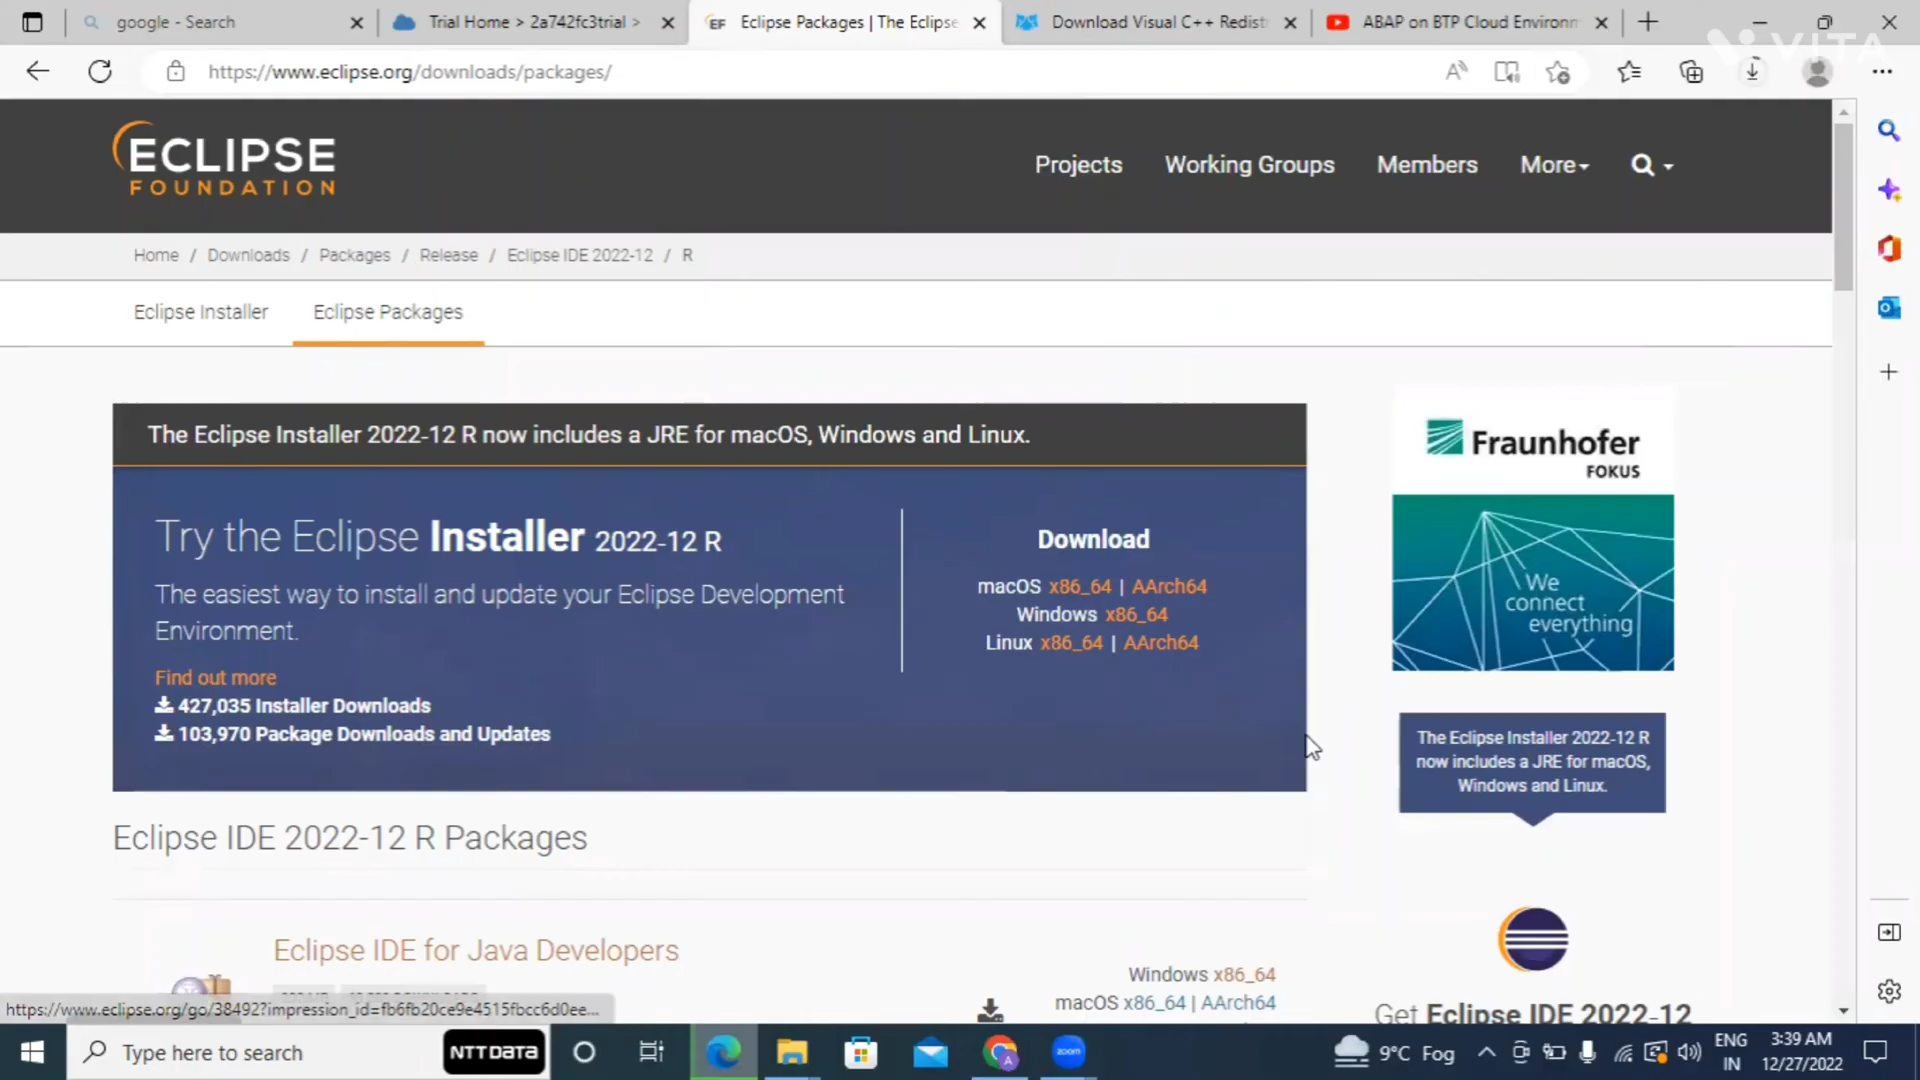 google - Search
Trial Home > 2a742fc3trial >
Eclipse Packages | The Eclipse
Download Visual C++ Redist
ABAP on BTP Cloud Environm
VITA
https://www.eclipse.org/downloads/packages/
ECLIPSE
FOUNDATION
Projects
Working Groups
Members
More
Home / Downloads / Packages / Release / Eclipse IDE 2022-12 / R
Eclipse Installer
Eclipse Packages
The Eclipse Installer 2022-12 R now includes a JRE for macOS, Windows and Linux.
Try the Eclipse Installer 2022-12 R
The easiest way to install and update your Eclipse Development
Environment.
Find out more
427,035 Installer Downloads
103,970 Package Downloads and Updates
Download
macOS x86_64 | AArch64
Windows x86_64
Linux x86_64 | AArch64
Fraunhofer
FOKUS
We
connect
everything
The Eclipse Installer 2022-12 R
now includes a JRE for macOS,
Windows and Linux.
Eclipse IDE 2022-12 R Packages
Eclipse IDE for Java Developers
Windows x86_64
macOS x86_64 | AArch64
Get Eclipse IDE 2022-12
https://www.eclipse.org/go/38492?impression_id=fb6fb20ce9e4515fbcc6d0ee...
Type here to search
NTT DATA
zoom
9°C Fog
ENG
IN
3:39 AM
12/27/2022